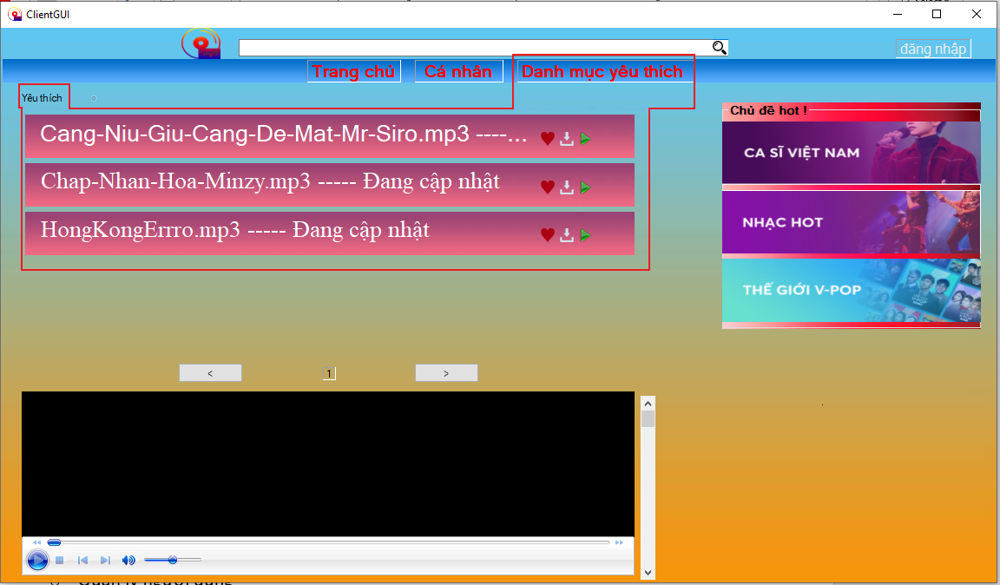 ClientGUI
đăng nhập
Trang chủ
Cá nhân
Danh mục yêu thích
Yêu thích
Cang-Niu-Giu-Cang-De-Mat-Mr-Siro.mp3 ----...
Chap-Nhan-Hoa-Minzy.mp3 ----- Đang cập nhật
HongKongErrro.mp3 ----- Đang cập nhật
Chủ đề hot !
CA SĨ VIỆT NAM
NHẠC HOT
THẾ GIỚI V-POP
< 1 >